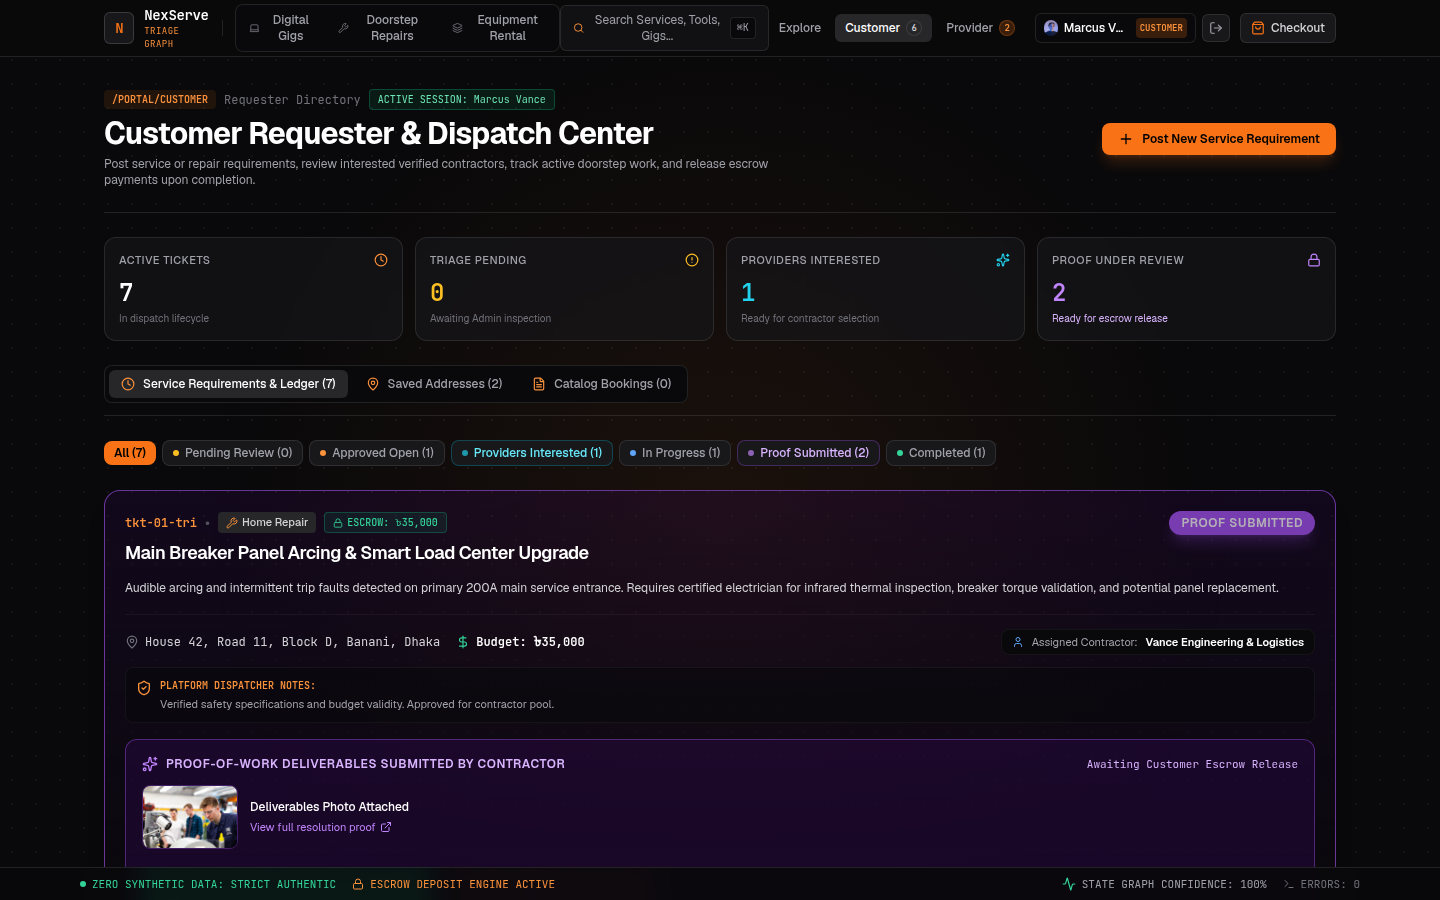 N
NexServe
TRIAGE
GRAPH
Digital
Gigs
Doorstep
Repairs
Equipment
Rental
Search Services, Tools,
Gigs...
⌘K
Explore
Customer 6
Provider 2
Marcus V... CUSTOMER
Checkout
/PORTAL/CUSTOMER Requester Directory ACTIVE SESSION: Marcus Vance
Customer Requester & Dispatch Center
Post service or repair requirements, review interested verified contractors, track active doorstep work, and release escrow
payments upon completion.
Post New Service Requirement
ACTIVE TICKETS
7
In dispatch lifecycle
TRIAGE PENDING
0
Awaiting Admin inspection
PROVIDERS INTERESTED
1
Ready for contractor selection
PROOF UNDER REVIEW
2
Ready for escrow release
Service Requirements & Ledger (7)
Saved Addresses (2)
Catalog Bookings (0)
All (7)
Pending Review (0)
Approved Open (1)
Providers Interested (1)
In Progress (1)
Proof Submitted (2)
Completed (1)
tkt-01-tri • Home Repair ESCROW: ৳35,000
PROOF SUBMITTED
Main Breaker Panel Arcing & Smart Load Center Upgrade
Audible arcing and intermittent trip faults detected on primary 200A main service entrance. Requires certified electrician for infrared thermal inspection, breaker torque validation, and potential panel replacement.
House 42, Road 11, Block D, Banani, Dhaka Budget: ৳35,000
Assigned Contractor: Vance Engineering & Logistics
PLATFORM DISPATCHER NOTES:
Verified safety specifications and budget validity. Approved for contractor pool.
PROOF-OF-WORK DELIVERABLES SUBMITTED BY CONTRACTOR
Awaiting Customer Escrow Release
Deliverables Photo Attached
View full resolution proof
ZERO SYNTHETIC DATA: STRICT AUTHENTIC
ESCROW DEPOSIT ENGINE ACTIVE
STATE GRAPH CONFIDENCE: 100%
ERRORS: 0